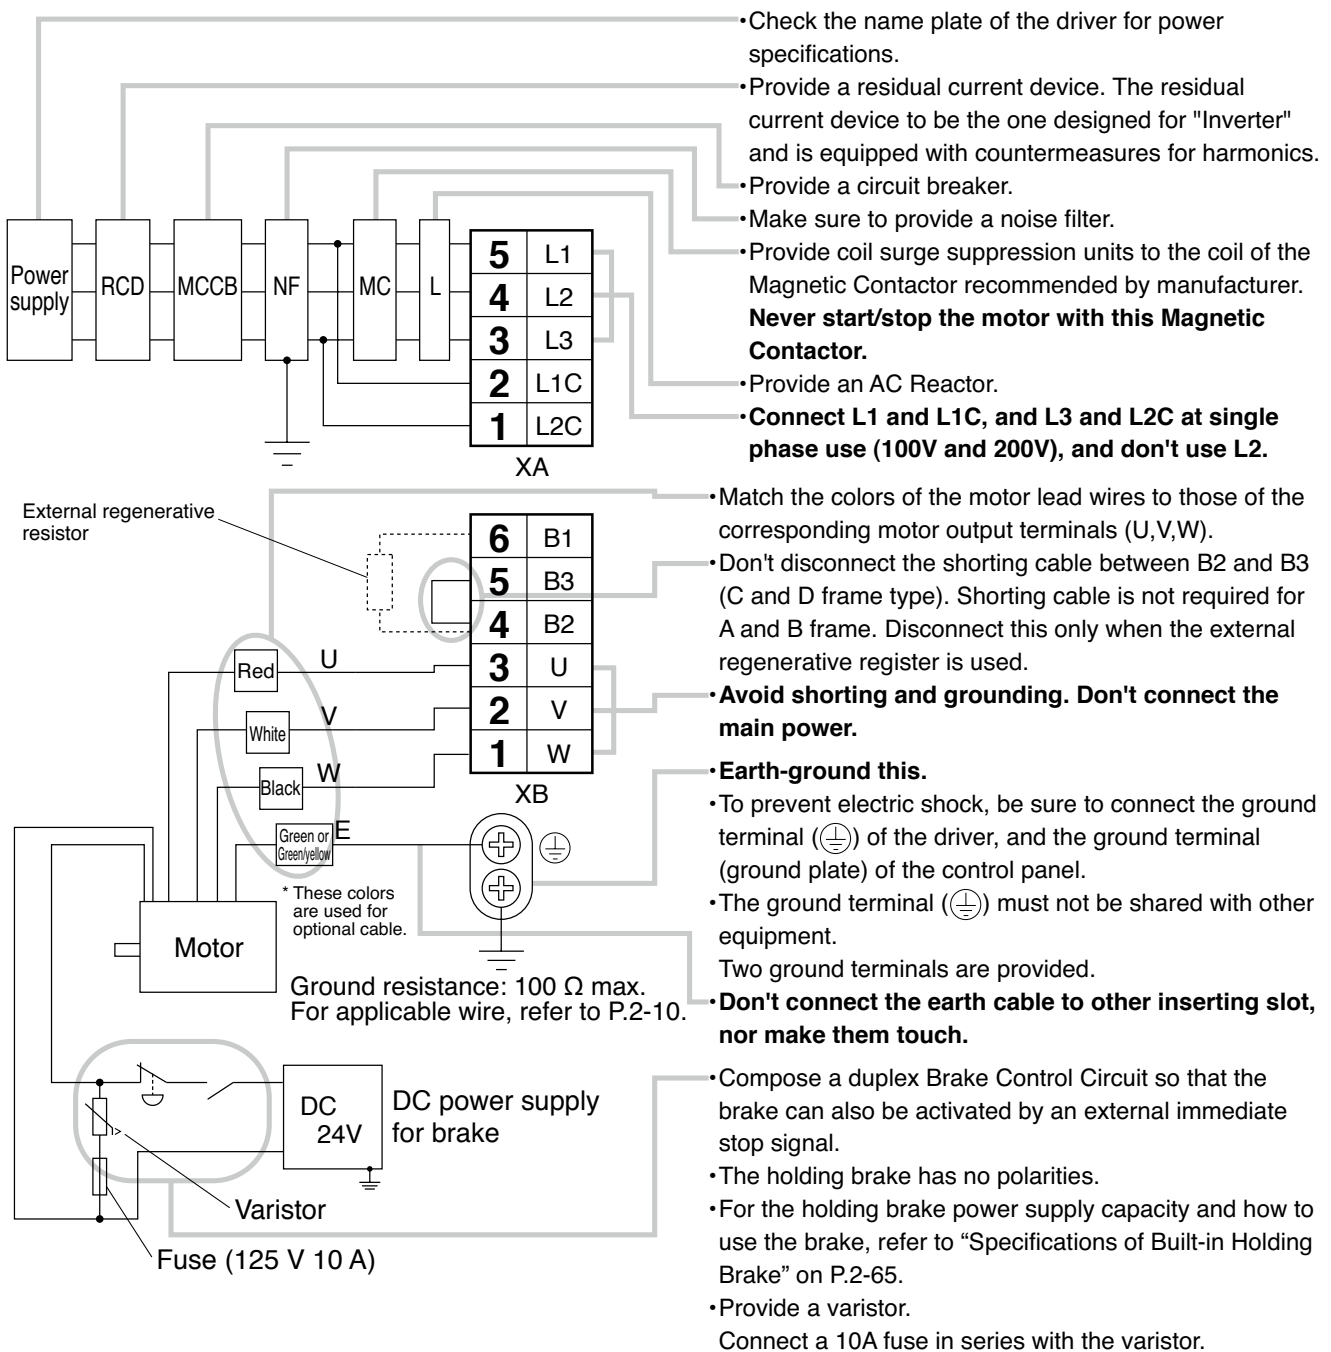 •Check the name plate of the driver for power
specifications.
•Provide a residual current device. The residual
current device to be the one designed for "Inverter"
and is equipped with countermeasures for harmonics.
•Provide a circuit breaker.
•Make sure to provide a noise filter.
•Provide coil surge suppression units to the coil of the
Magnetic Contactor recommended by manufacturer.
Never start/stop the motor with this Magnetic
Contactor.
•Provide an AC Reactor.
•Connect L1 and L1C, and L3 and L2C at single
phase use (100V and 200V), and don't use L2.
Power
supply
RCD
MCCB
NF
MC
L
5 L1
4 L2
3 L3
2 L1C
1 L2C
XA
•Match the colors of the motor lead wires to those of the
corresponding motor output terminals (U,V,W).
•Don't disconnect the shorting cable between B2 and B3
(C and D frame type). Shorting cable is not required for
A and B frame. Disconnect this only when the external
regenerative register is used.
•Avoid shorting and grounding. Don't connect the
main power.
•Earth-ground this.
•To prevent electric shock, be sure to connect the ground
terminal (⏚) of the driver, and the ground terminal
(ground plate) of the control panel.
•The ground terminal (⏚) must not be shared with other
equipment.
Two ground terminals are provided.
•Don't connect the earth cable to other inserting slot,
nor make them touch.
External regenerative
resistor
6 B1
5 B3
4 B2
3 U
2 V
1 W
XB
Red
U
White
V
Black
W
Green or
Green/yellow
E
* These colors
are used for
optional cable.
Motor
Ground resistance: 100 Ω max.
For applicable wire, refer to P.2-10.
DC
24V
DC power supply
for brake
Varistor
Fuse (125 V 10 A)
•Compose a duplex Brake Control Circuit so that the
brake can also be activated by an external immediate
stop signal.
•The holding brake has no polarities.
•For the holding brake power supply capacity and how to
use the brake, refer to “Specifications of Built-in Holding
Brake” on P.2-65.
•Provide a varistor.
Connect a 10A fuse in series with the varistor.